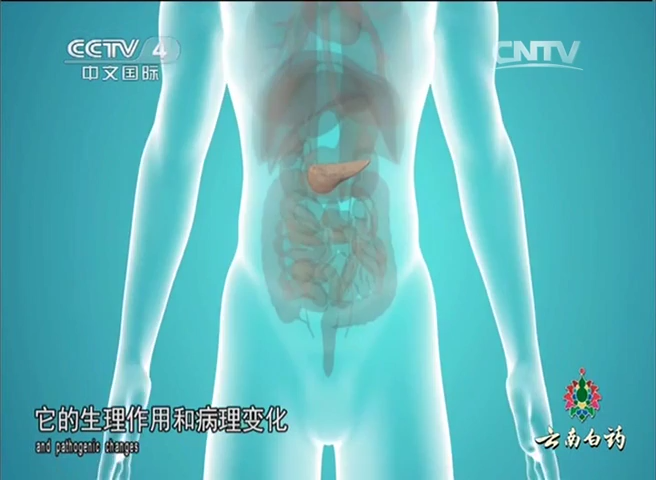 CCTV 4
中文国际
CNTV
它的生理作用和病理变化
and pathogenic changes
云南白药